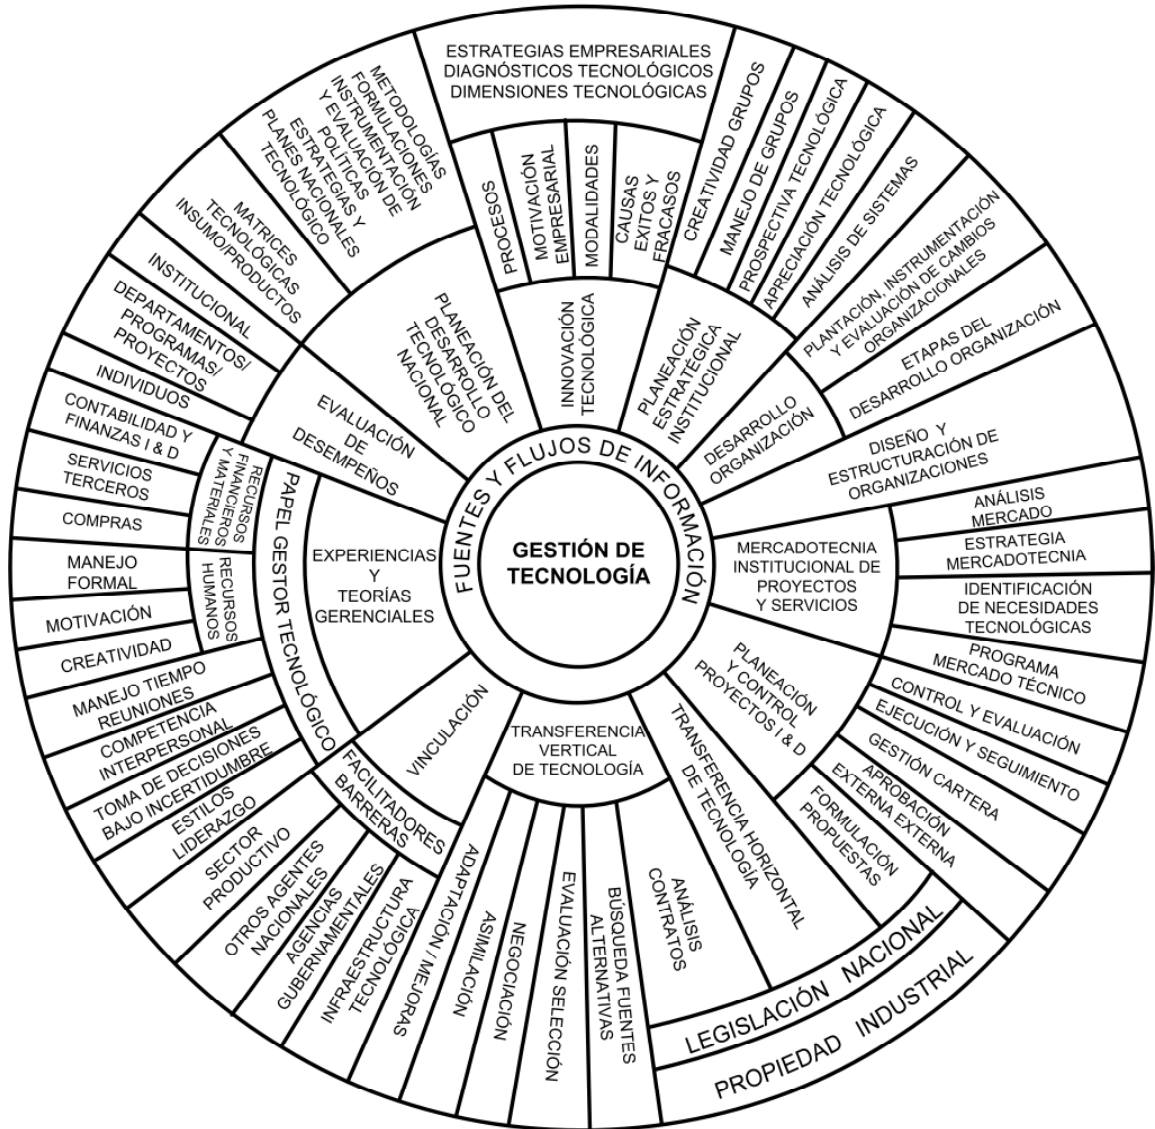 GESTIÓN DE
TECNOLOGÍA
FUENTES Y FLUJOS DE INFORMACIÓN
ESTRATEGIAS EMPRESARIALES
DIAGNÓSTICOS TECNOLÓGICOS
DIMENSIONES TECNOLÓGICAS
PROCESOS
MOTIVACIÓN
EMPRESARIAL
MODALIDADES
CAUSAS
EXITOS Y
FRACASOS
INNOVACIÓN
TECNOLÓGICA
CREATIVIDAD GRUPOS
MANEJO DE GRUPOS
PROSPECTIVA TECNOLÓGICA
APRECIACIÓN TECNOLÓGICA
ANÁLISIS DE SISTEMAS
PLANEACIÓN
ESTRATÉGICA
INSTITUCIONAL
PLANTACIÓN, INSTRUMENTACIÓN
Y EVALUACIÓN DE CAMBIOS
ORGANIZACIONALES
ETAPAS DEL
DESARROLLO ORGANIZACIÓN
DESARROLLO
ORGANIZACIÓN
DISEÑO Y
ESTRUCTURACIÓN DE
ORGANIZACIONES
ANÁLISIS
MERCADO
ESTRATEGIA
MERCADOTECNIA
IDENTIFICACIÓN
DE NECESIDADES
TECNOLÓGICAS
PROGRAMA
MERCADO TÉCNICO
MERCADOTECNIA
INSTITUCIONAL DE
PROYECTOS
Y SERVICIOS
CONTROL Y EVALUACIÓN
EJECUCIÓN Y SEGUIMIENTO
GESTIÓN CARTERA
APROBACIÓN
EXTERNA EXTERNA
FORMULACIÓN
PROPUESTAS
PLANEACIÓN
Y CONTROL
PROYECTOS I & D
TRANSFERENCIA HORIZONTAL
DE TECNOLOGÍA
LEGISLACIÓN NACIONAL
PROPIEDAD INDUSTRIAL
TRANSFERENCIA
VERTICAL
DE TECNOLOGÍA
ANÁLISIS
CONTRATOS
BÚSQUEDA FUENTES
ALTERNATIVAS
EVALUACIÓN SELECCIÓN
NEGOCIACIÓN
ASIMILACIÓN
ADAPTACIÓN / MEJORAS
VINCULACIÓN
FACILITADORES
BARRERAS
INFRAESTRUCTURA
TECNOLÓGICA
AGENCIAS
GUBERNAMENTALES
OTROS AGENTES
NACIONALES
SECTOR
PRODUCTIVO
EXPERIENCIAS
Y
TEORÍAS
GERENCIALES
PAPEL GESTOR TECNOLÓGICO
ESTILOS
LIDERAZGO
TOMA DE DECISIONES
BAJO INCERTIDUMBRE
COMPETENCIA
INTERPERSONAL
MANEJO TIEMPO
REUNIONES
RECURSOS
HUMANOS
CREATIVIDAD
MOTIVACIÓN
MANEJO
FORMAL
RECURSOS
FINANCIEROS
Y MATERIALES
COMPRAS
SERVICIOS
TERCEROS
CONTABILIDAD Y
FINANZAS I & D
EVALUACIÓN
DE
DESEMPEÑOS
INDIVIDUOS
DEPARTAMENTOS/
PROGRAMAS/
PROYECTOS
INSTITUCIONAL
PLANEACIÓN DEL
DESARROLLO
TECNOLÓGICO
NACIONAL
MATRICES
TECNOLÓGICAS
INSUMO/PRODUCTOS
METODOLOGÍAS
FORMULACIONES
INSTRUMENTACIÓN
Y EVALUACIÓN DE
POLÍTICAS
ESTRATEGIAS Y
PLANES NACIONALES
TECNOLÓGICO